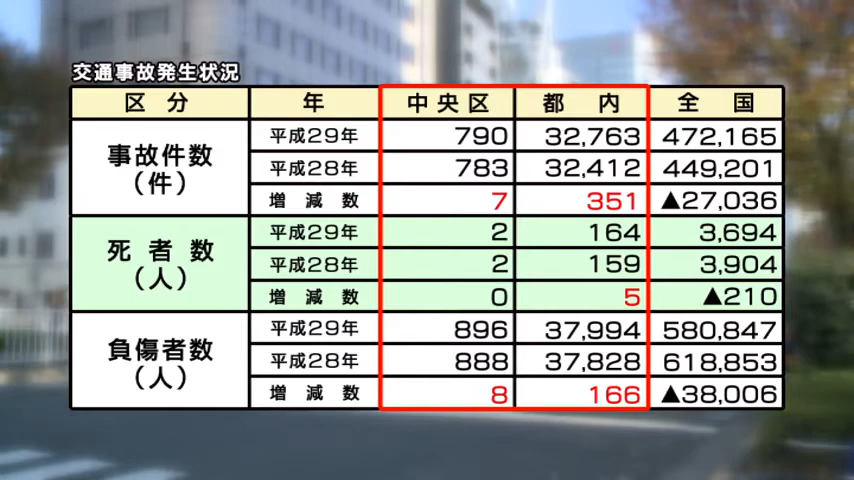 交通事故発生状況
区分 年 中央区 都内 全国
事故件数(件) 平成29年 790 32,763 472,165
平成28年 783 32,412 449,201
増減数 7 351 ▲27,036
死者数(人) 平成29年 2 164 3,694
平成28年 2 159 3,904
増減数 0 5 ▲210
負傷者数(人) 平成29年 896 37,994 580,847
平成28年 888 37,828 618,853
増減数 8 166 ▲38,006